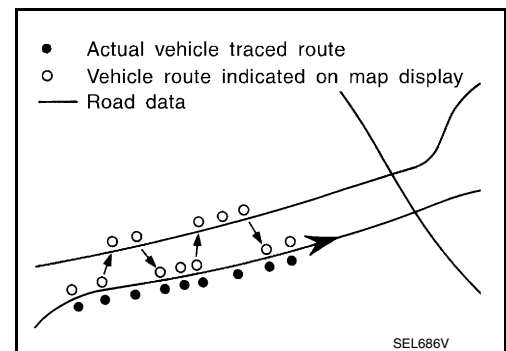 Actual vehicle traced route
Vehicle route indicated on map display
Road data
SEL686V